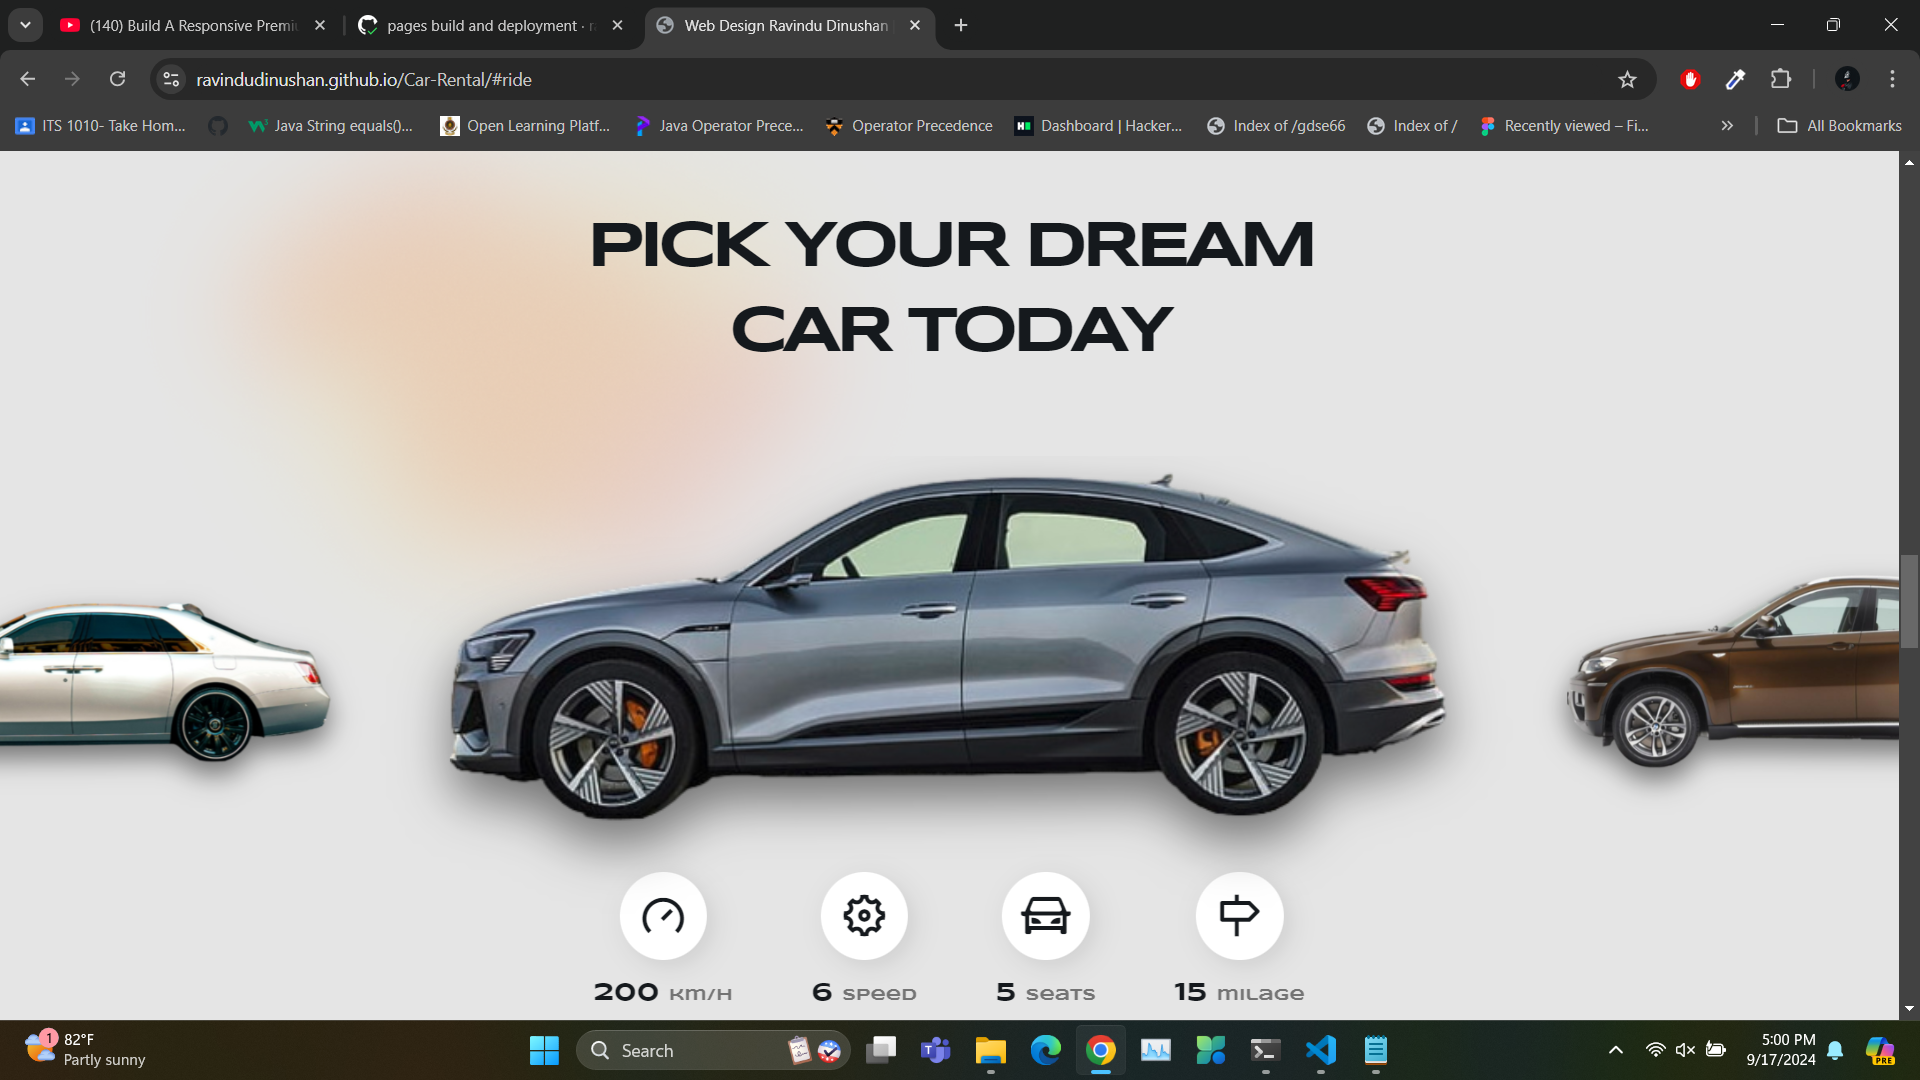 (140) Build A Responsive Premi
pages build and deployment · r
Web Design Ravindu Dinushan
ravindudinushan.github.io/Car-Rental/#ride
ITS 1010- Take Hom...
Java String equals()...
Open Learning Platf...
Java Operator Prece...
Operator Precedence
Dashboard | Hacker...
Index of /gdse66
Index of /
Recently viewed – Fi...
All Bookmarks
PICK YOUR DREAM
CAR TODAY
200 KM/H
6 SPEED
5 SEATS
15 MILAGE
1
82°F
Partly sunny
Search
5:00 PM
9/17/2024
PRE